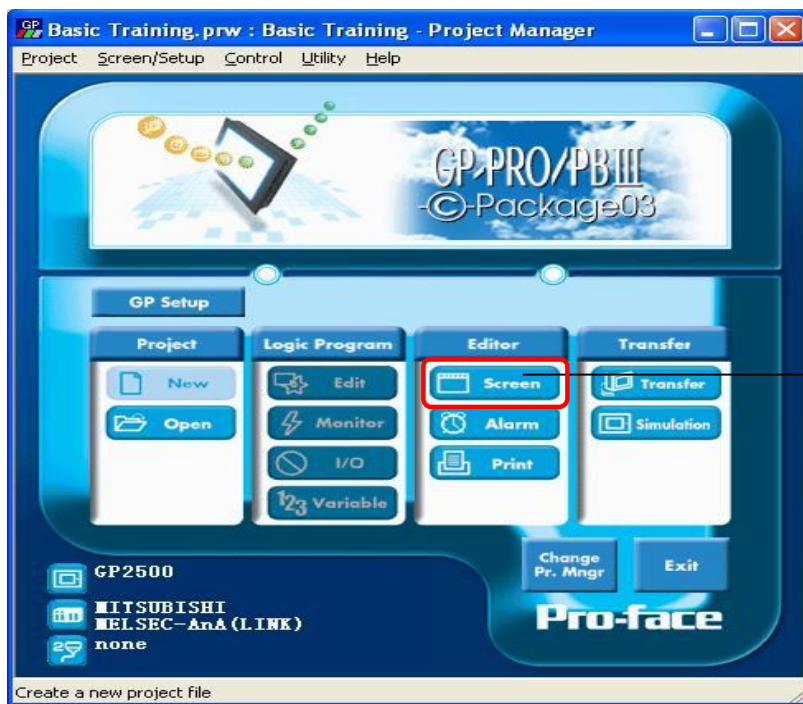 GP Basic Training.prw : Basic Training - Project Manager
Project Screen/Setup Control Utility Help
GP-PRO/PBIII
-©-Package03
GP Setup
Project Logic Program Editor Transfer
New Edit Screen Transfer
Open Monitor Alarm Simulation
I/O Print
123 Variable
Change
Pr. Mngr
Exit
GP2500
MITSUBISHI
MELSEC-AnA(LINK)
none
Pro-face
Create a new project file